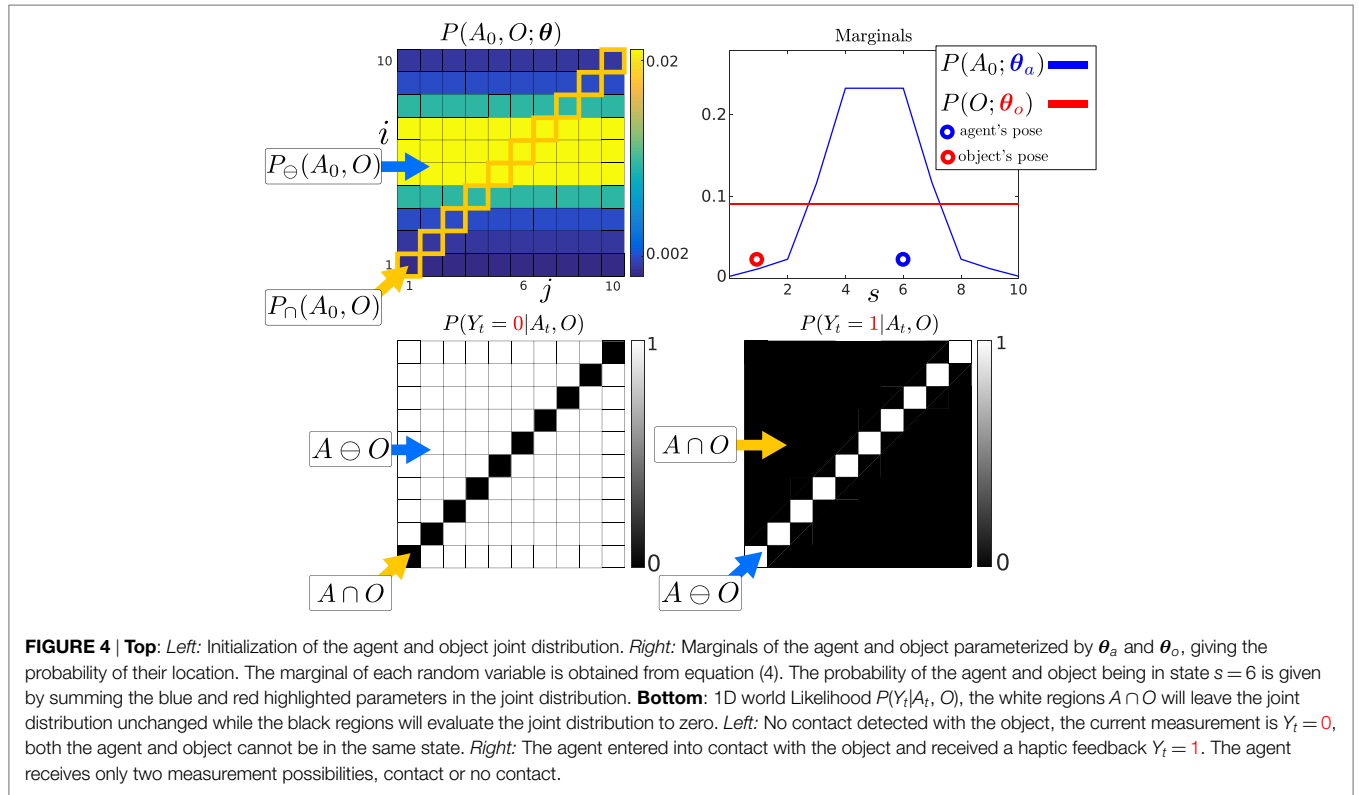 P(A₀, O; θ)
10
i
1
1
6
10
j
0.02
0.002
P⊖(A₀, O)
P∩(A₀, O)
Marginals
0.2
0.1
0
2
4
6
8
10
s
P(A₀; θₐ)
P(O; θₒ)
agent's pose
object's pose
P(Yₜ = 0|Aₜ, O)
1
0
A ⊖ O
A ∩ O
P(Yₜ = 1|Aₜ, O)
1
0
A ∩ O
A ⊖ O
FIGURE 4 | Top: Left: Initialization of the agent and object joint distribution. Right: Marginals of the agent and object parameterized by θₐ and θₒ, giving the
probability of their location. The marginal of each random variable is obtained from equation (4). The probability of the agent and object being in state s = 6 is given
by summing the blue and red highlighted parameters in the joint distribution. Bottom: 1D world Likelihood P(Yₜ|Aₜ, O), the white regions A ∩ O will leave the joint
distribution unchanged while the black regions will evaluate the joint distribution to zero. Left: No contact detected with the object, the current measurement is Yₜ = 0,
both the agent and object cannot be in the same state. Right: The agent entered into contact with the object and received a haptic feedback Yₜ = 1. The agent
receives only two measurement possibilities, contact or no contact.